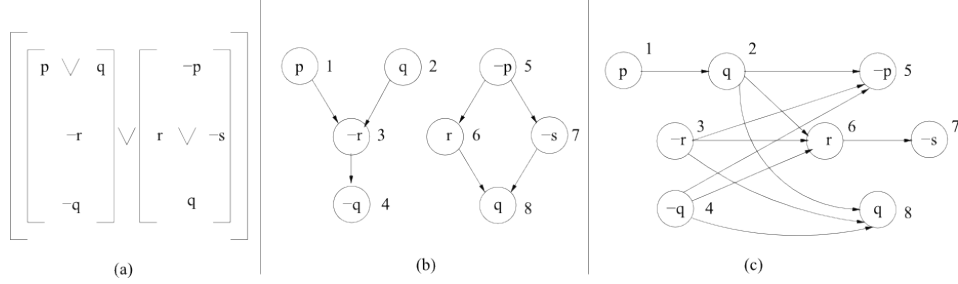 p ∨ q
¬r
¬q
∨
¬p
r ∨ ¬s
q
(a)
p 1
q 2
¬r 3
¬q 4
¬p 5
r 6
¬s 7
q 8
(b)
p 1
q 2
¬r 3
¬q 4
¬p 5
r 6
¬s 7
q 8
(c)